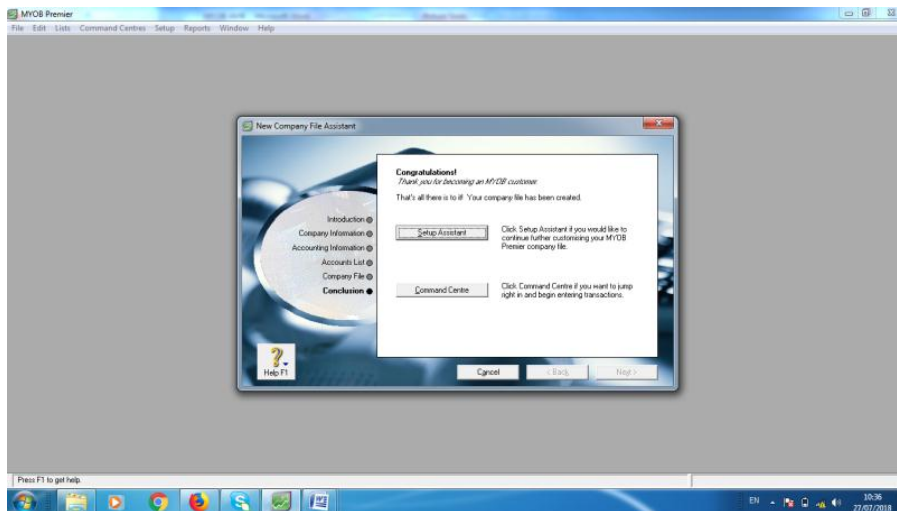 MYOB Premier
File Edit Lists Command Centres Setup Reports Window Help
New Company File Assistant
Congratulations!
Thank you for becoming an MYOB customer
That's all there is to it! Your company file has been created.
Introduction
Company Information
Accounting Information
Accounts List
Company File
Conclusion
Setup Assistant
Click Setup Assistant if you would like to
continue further customising your MYOB
Premier company file.
Command Centre
Click Command Centre if you want to jump
right in and begin entering transactions.
Help F1
Cancel
< Back
Next >
Press F1 to get help.
EN
10:36
27/07/2018